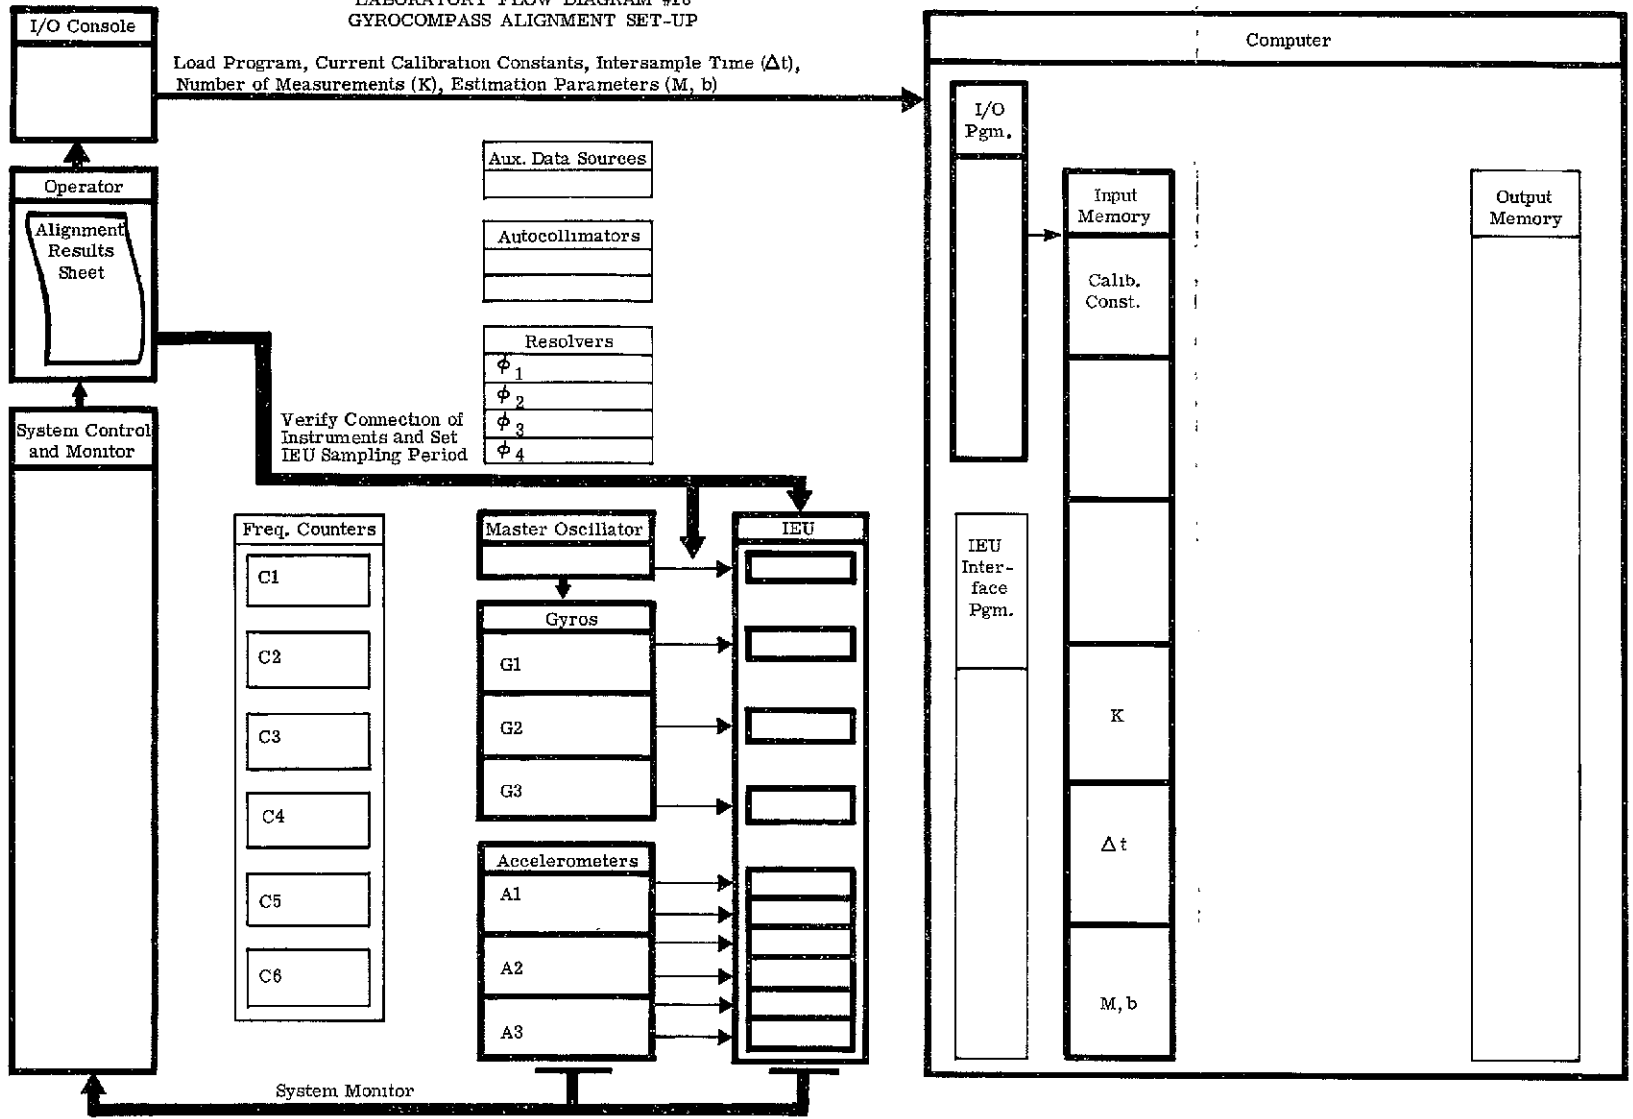 LABORATORY FLOW DIAGRAM
GYROCOMPASS ALIGNMENT SET-UP
I/O Console
Load Program, Current Calibration Constants, Intersample Time (Δt),
Number of Measurements (K), Estimation Parameters (M, b)
Operator
Alignment
Results
Sheet
System Control
and Monitor
Aux. Data Sources
Autocollimators
Resolvers
ϕ1
ϕ2
ϕ3
ϕ4
Verify Connection of
Instruments and Set
IEU Sampling Period
Freq. Counters
C1
C2
C3
C4
C5
C6
Master Oscillator
Gyros
G1
G2
G3
Accelerometers
A1
A2
A3
IEU
System Monitor
Computer
I/O
Pgm.
IEU
Inter-
face
Pgm.
Input
Memory
Calib.
Const.
K
Δt
M, b
Output
Memory